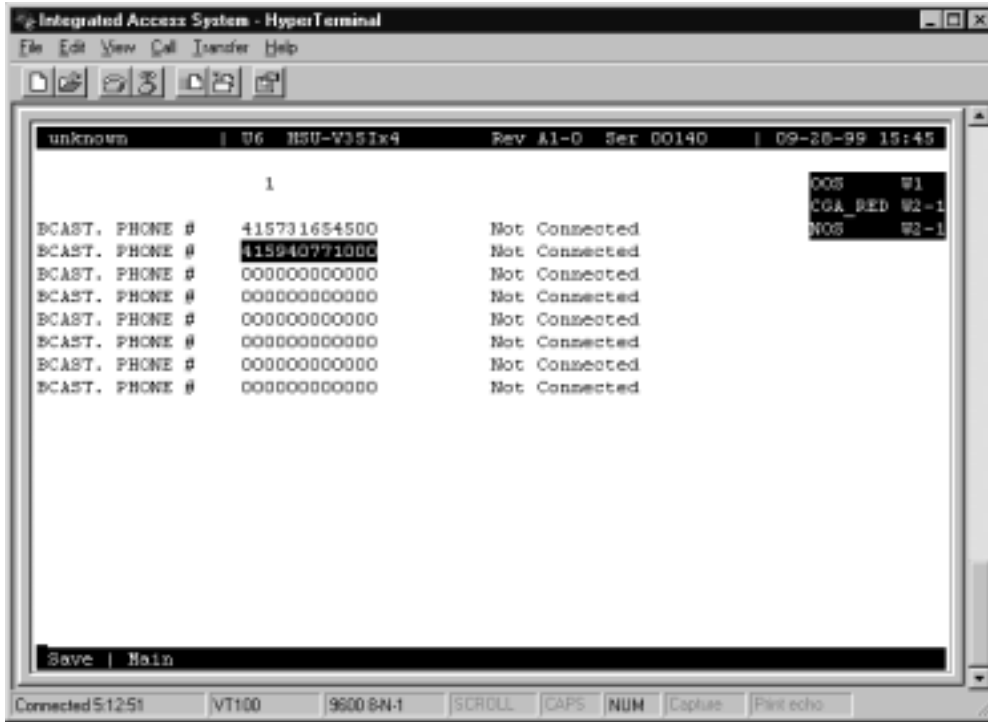 Integrated Access System - HyperTerminal
File Edit View Call Transfer Help
unknown | U6 HSU-V35Ix4 Rev A1-0 Ser 00140 | 09-28-99 15:45
1
OOS W1
CGA_RED W2-1
BCAST. PHONE # 415731654500 Not Connected NOS W2-1
BCAST. PHONE # 415940771000 Not Connected
BCAST. PHONE # 000000000000 Not Connected
BCAST. PHONE # 000000000000 Not Connected
BCAST. PHONE # 000000000000 Not Connected
BCAST. PHONE # 000000000000 Not Connected
BCAST. PHONE # 000000000000 Not Connected
BCAST. PHONE # 000000000000 Not Connected
Save | Main
Connected 5:12:51 VT100 9600 8-N-1 SCROLL CAPS NUM Capture Print echo